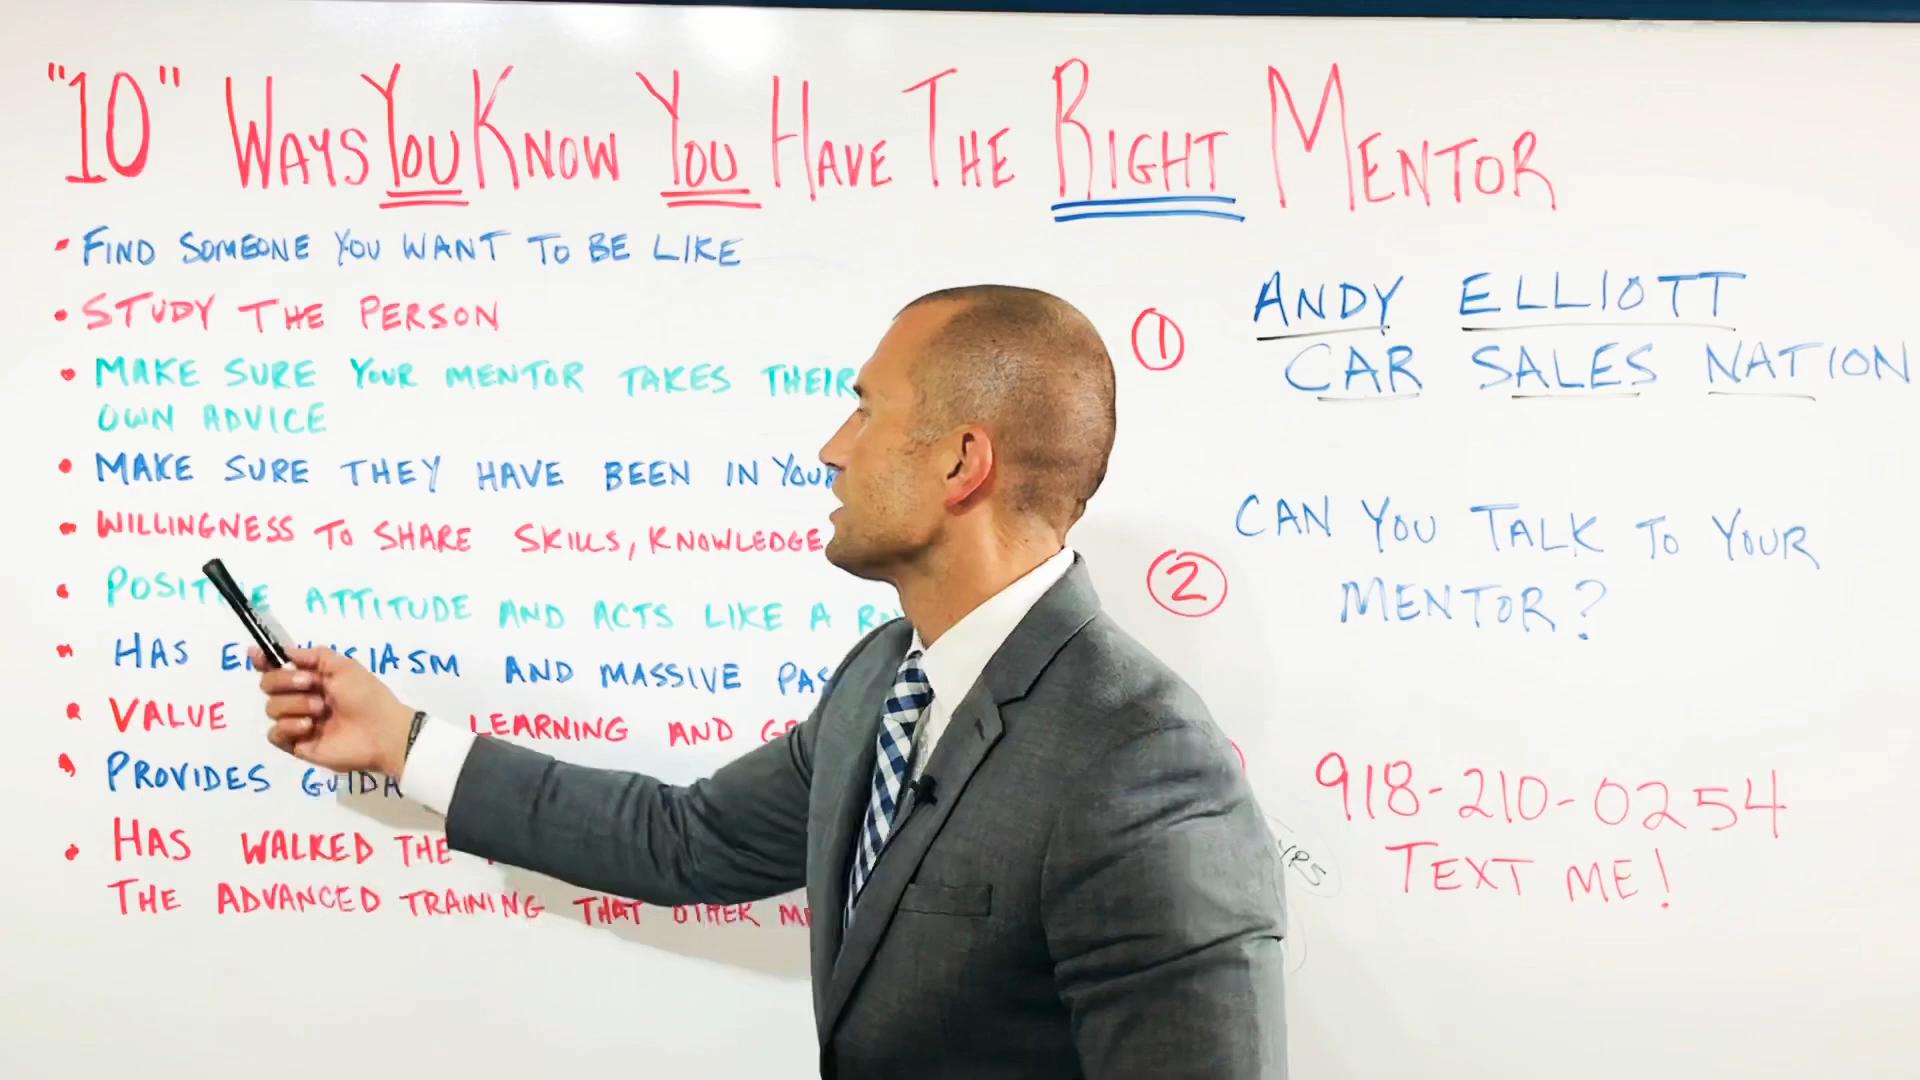 "10" WAYS YOU KNOW YOU HAVE THE RIGHT MENTOR
• FIND SOMEONE YOU WANT TO BE LIKE
• STUDY THE PERSON
• MAKE SURE YOUR MENTOR TAKES THEIR
OWN ADVICE
• MAKE SURE THEY HAVE BEEN IN YOUR
• WILLINGNESS TO SHARE SKILLS, KNOWLEDGE
• POSITIVE ATTITUDE AND ACTS LIKE A
• HAS ENTHUSIASM AND MASSIVE
• VALUE LEARNING AND
• PROVIDES
• HAS WALKED THE
THE ADVANCED TRAINING THAT OTHER
① ANDY ELLIOTT
CAR SALES NATION
② CAN YOU TALK TO YOUR
MENTOR?
918-210-0254
TEXT ME!